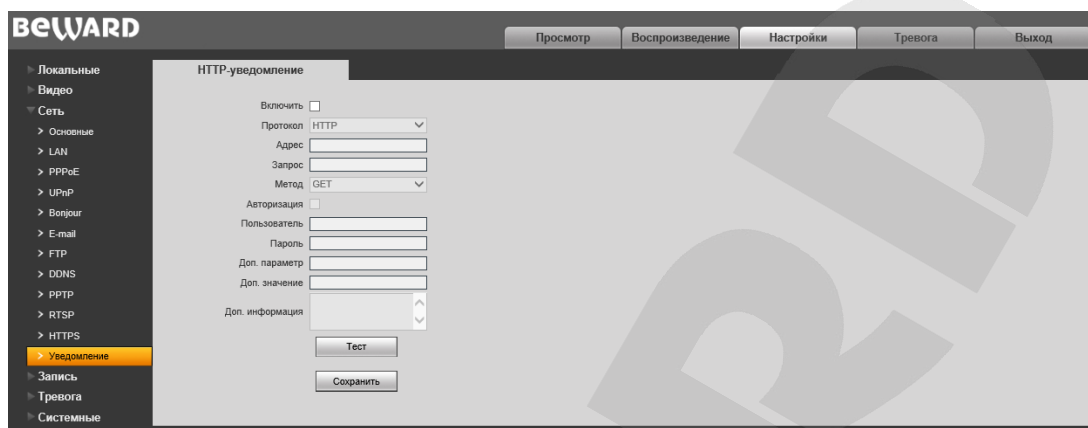 BEWARD
Просмотр Воспроизведение Настройки Тревога Выход
HTTP-уведомление
Локальные
Видео
Сеть
Основные
LAN
PPPoE
UPnP
Bonjour
E-mail
FTP
DDNS
PPTP
RTSP
HTTPS
Уведомление
Запись
Тревога
Системные
Включить
Протокол HTTP
Адрес
Запрос
Метод GET
Авторизация
Пользователь
Пароль
Доп. параметр
Доп. значение
Доп. информация
Тест
Сохранить